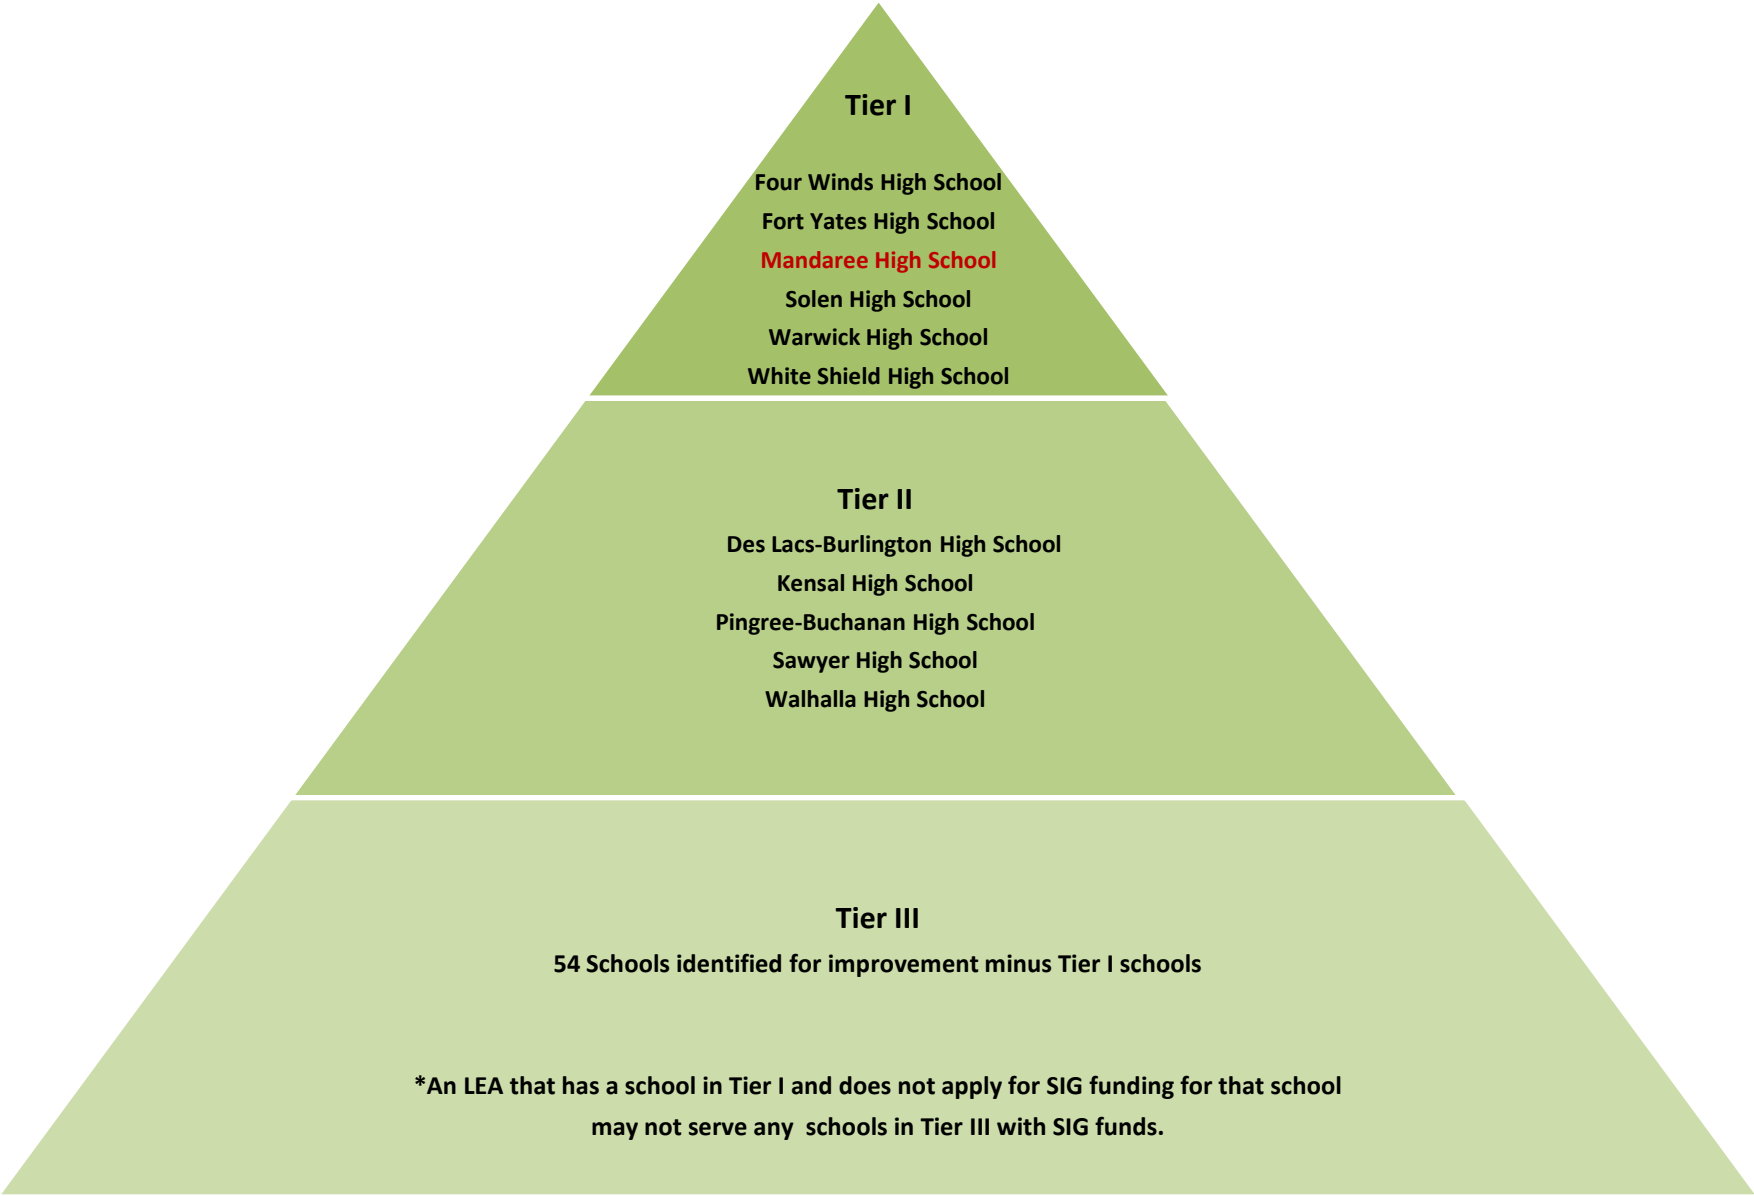 Tier I
Four Winds High School
Fort Yates High School
Mandaree High School
Solen High School
Warwick High School
White Shield High School
Tier II
Des Lacs-Burlington High School
Kensal High School
Pingree-Buchanan High School
Sawyer High School
Walhalla High School
Tier III
54 Schools identified for improvement minus Tier I schools
*An LEA that has a school in Tier I and does not apply for SIG funding for that school
may not serve any schools in Tier III with SIG funds.